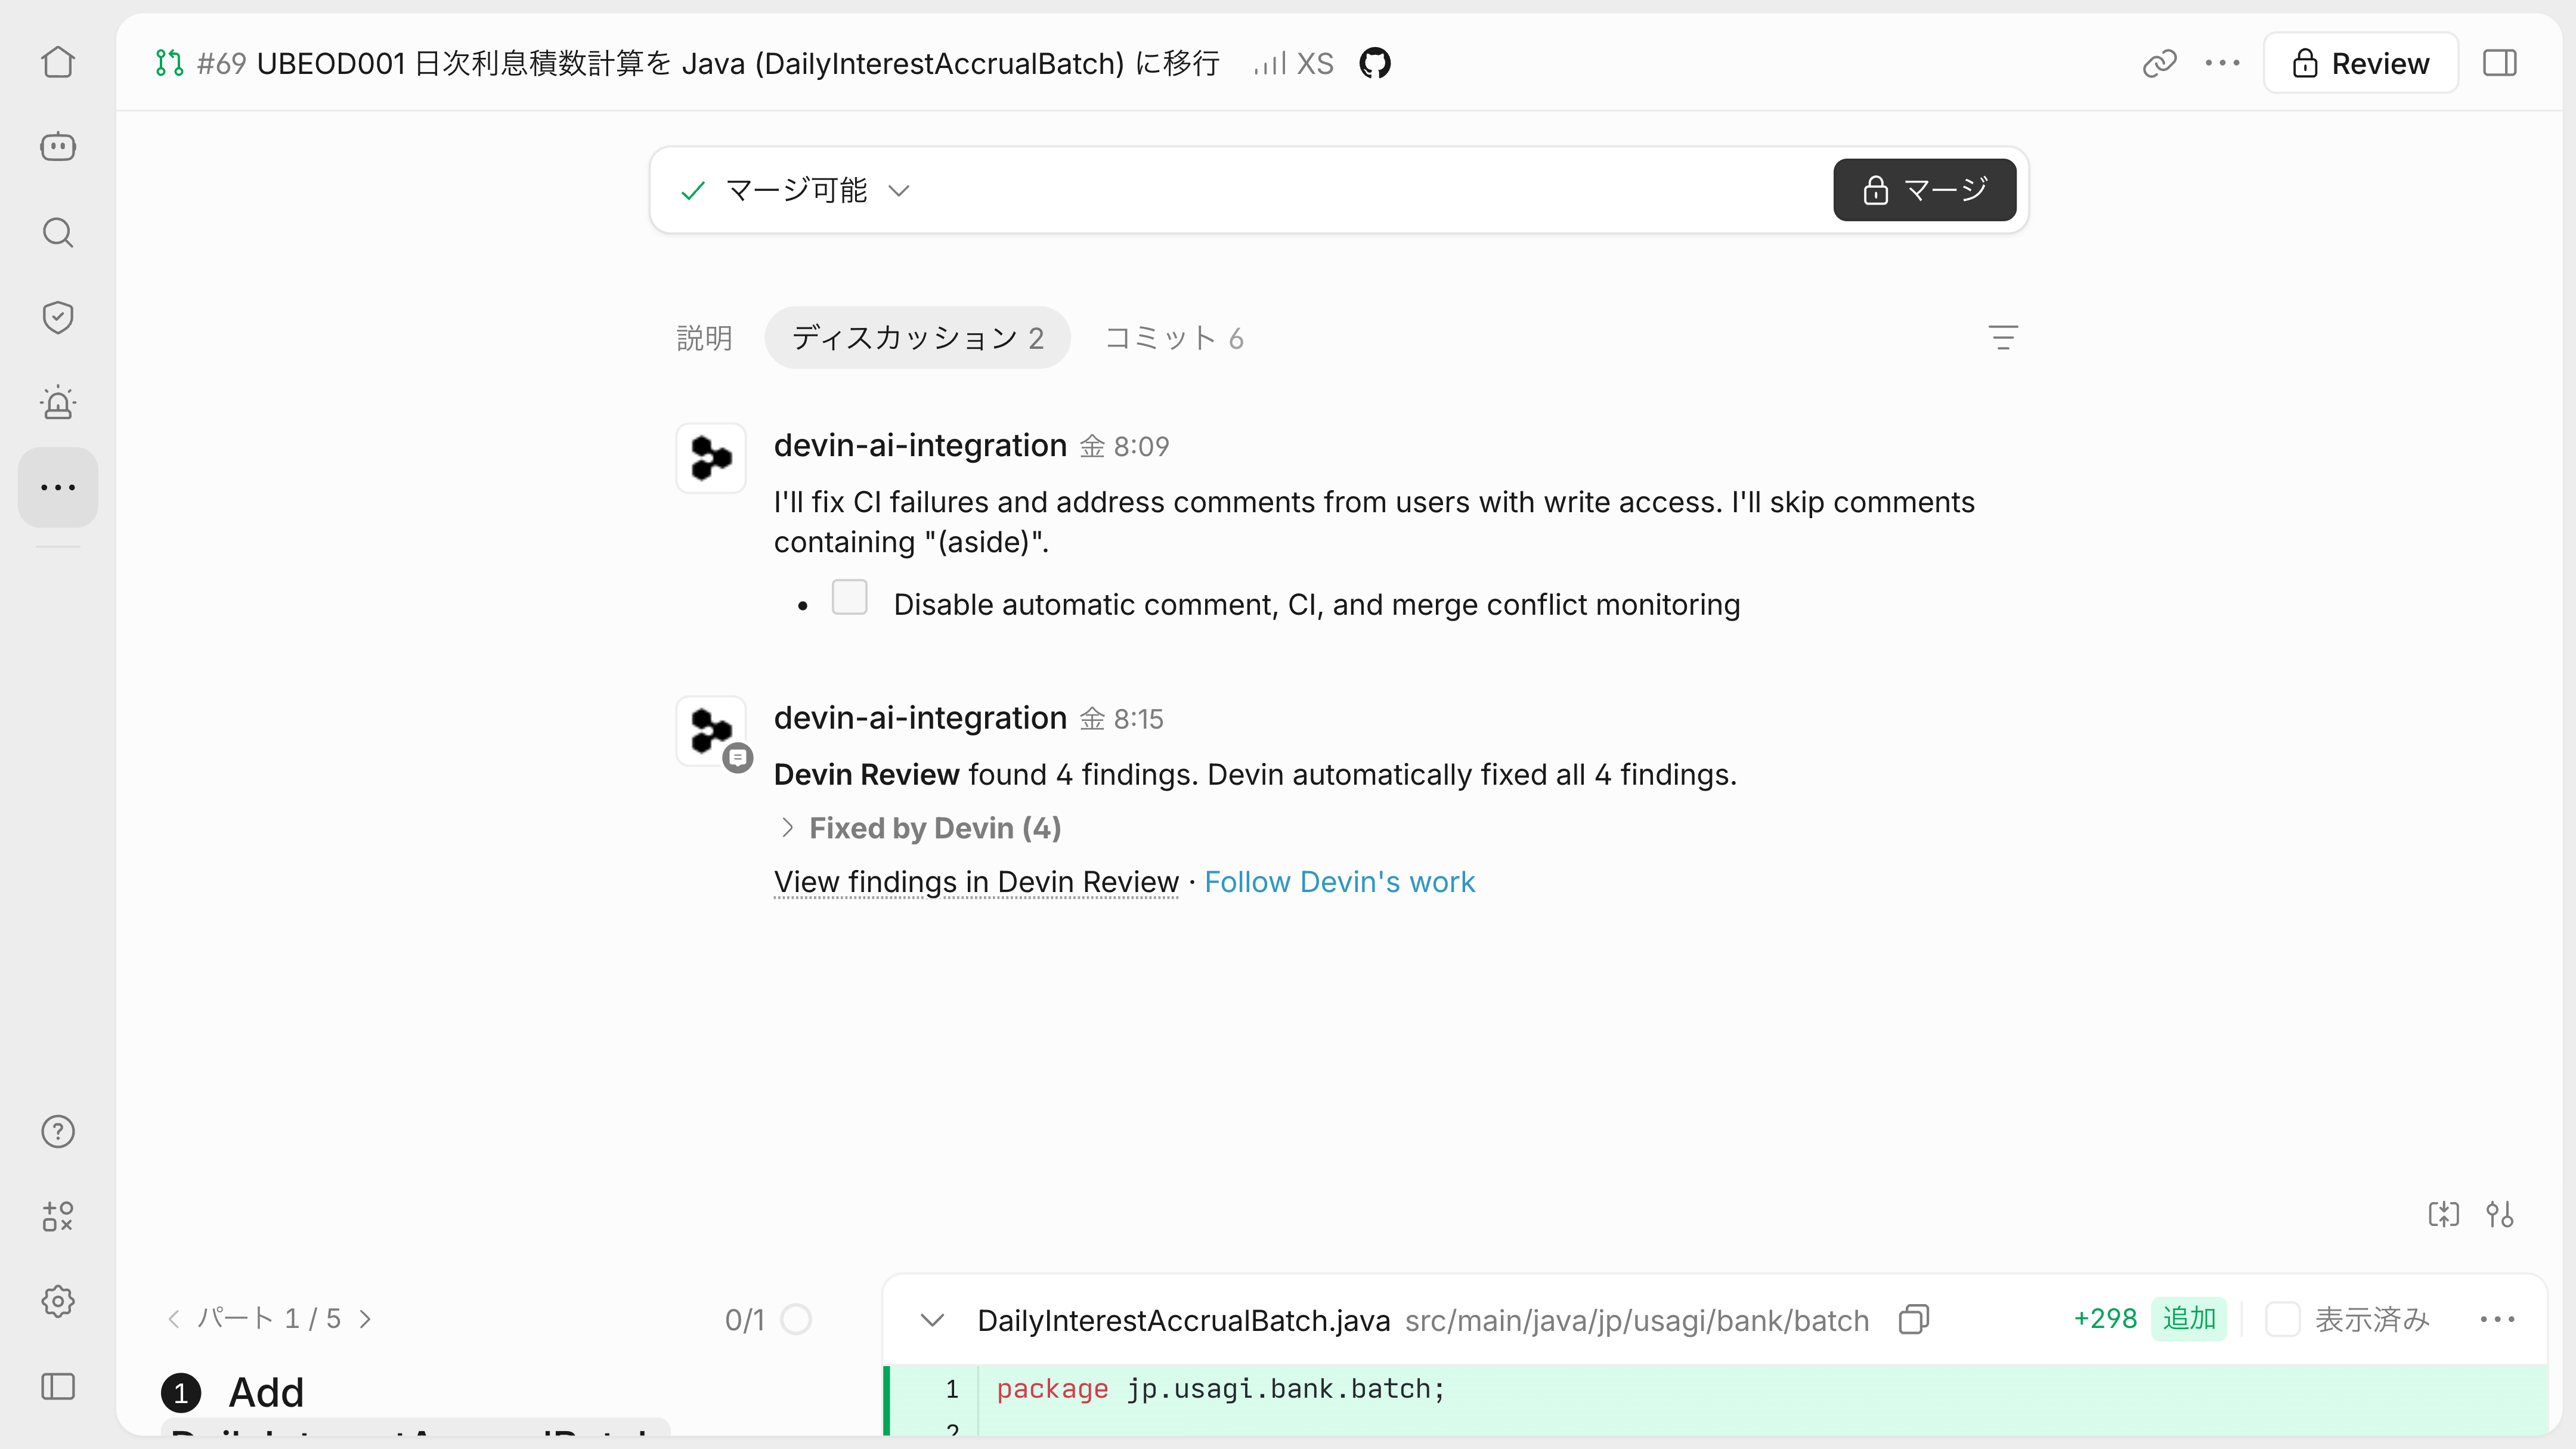 #69 UBEOD001 日次利息積数計算を Java (DailyInterestAccrualBatch) に移行 XS
Review
マージ可能
マージ
説明 ディスカッション 2 コミット 6
devin-ai-integration 金 8:09
I'll fix CI failures and address comments from users with write access. I'll skip comments
containing "(aside)".
• Disable automatic comment, CI, and merge conflict monitoring
devin-ai-integration 金 8:15
Devin Review found 4 findings. Devin automatically fixed all 4 findings.
Fixed by Devin (4)
View findings in Devin Review · Follow Devin's work
パート 1 / 5 0/1
1 Add
DailyInterestAccrualBatch.java src/main/java/jp/usagi/bank/batch +298 追加 表示済み
1 package jp.usagi.bank.batch;
2